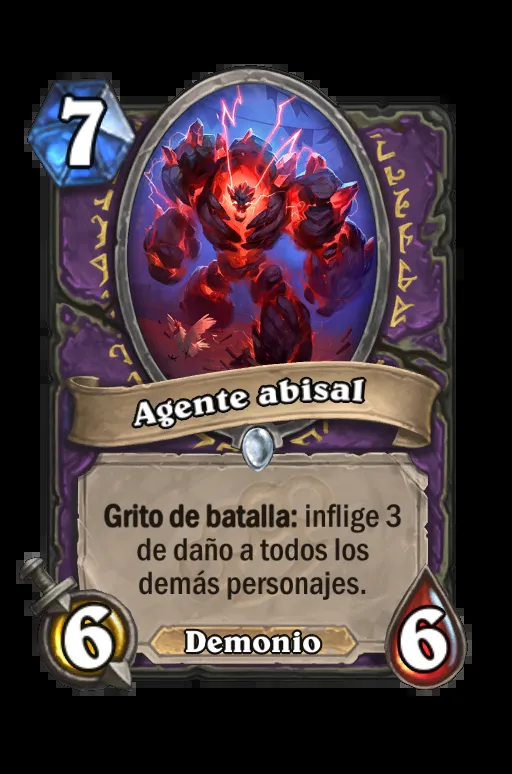 7
Agente abisal
Grito de batalla: inflige 3
de daño a todos los
demás personajes.
6
Demonio
6